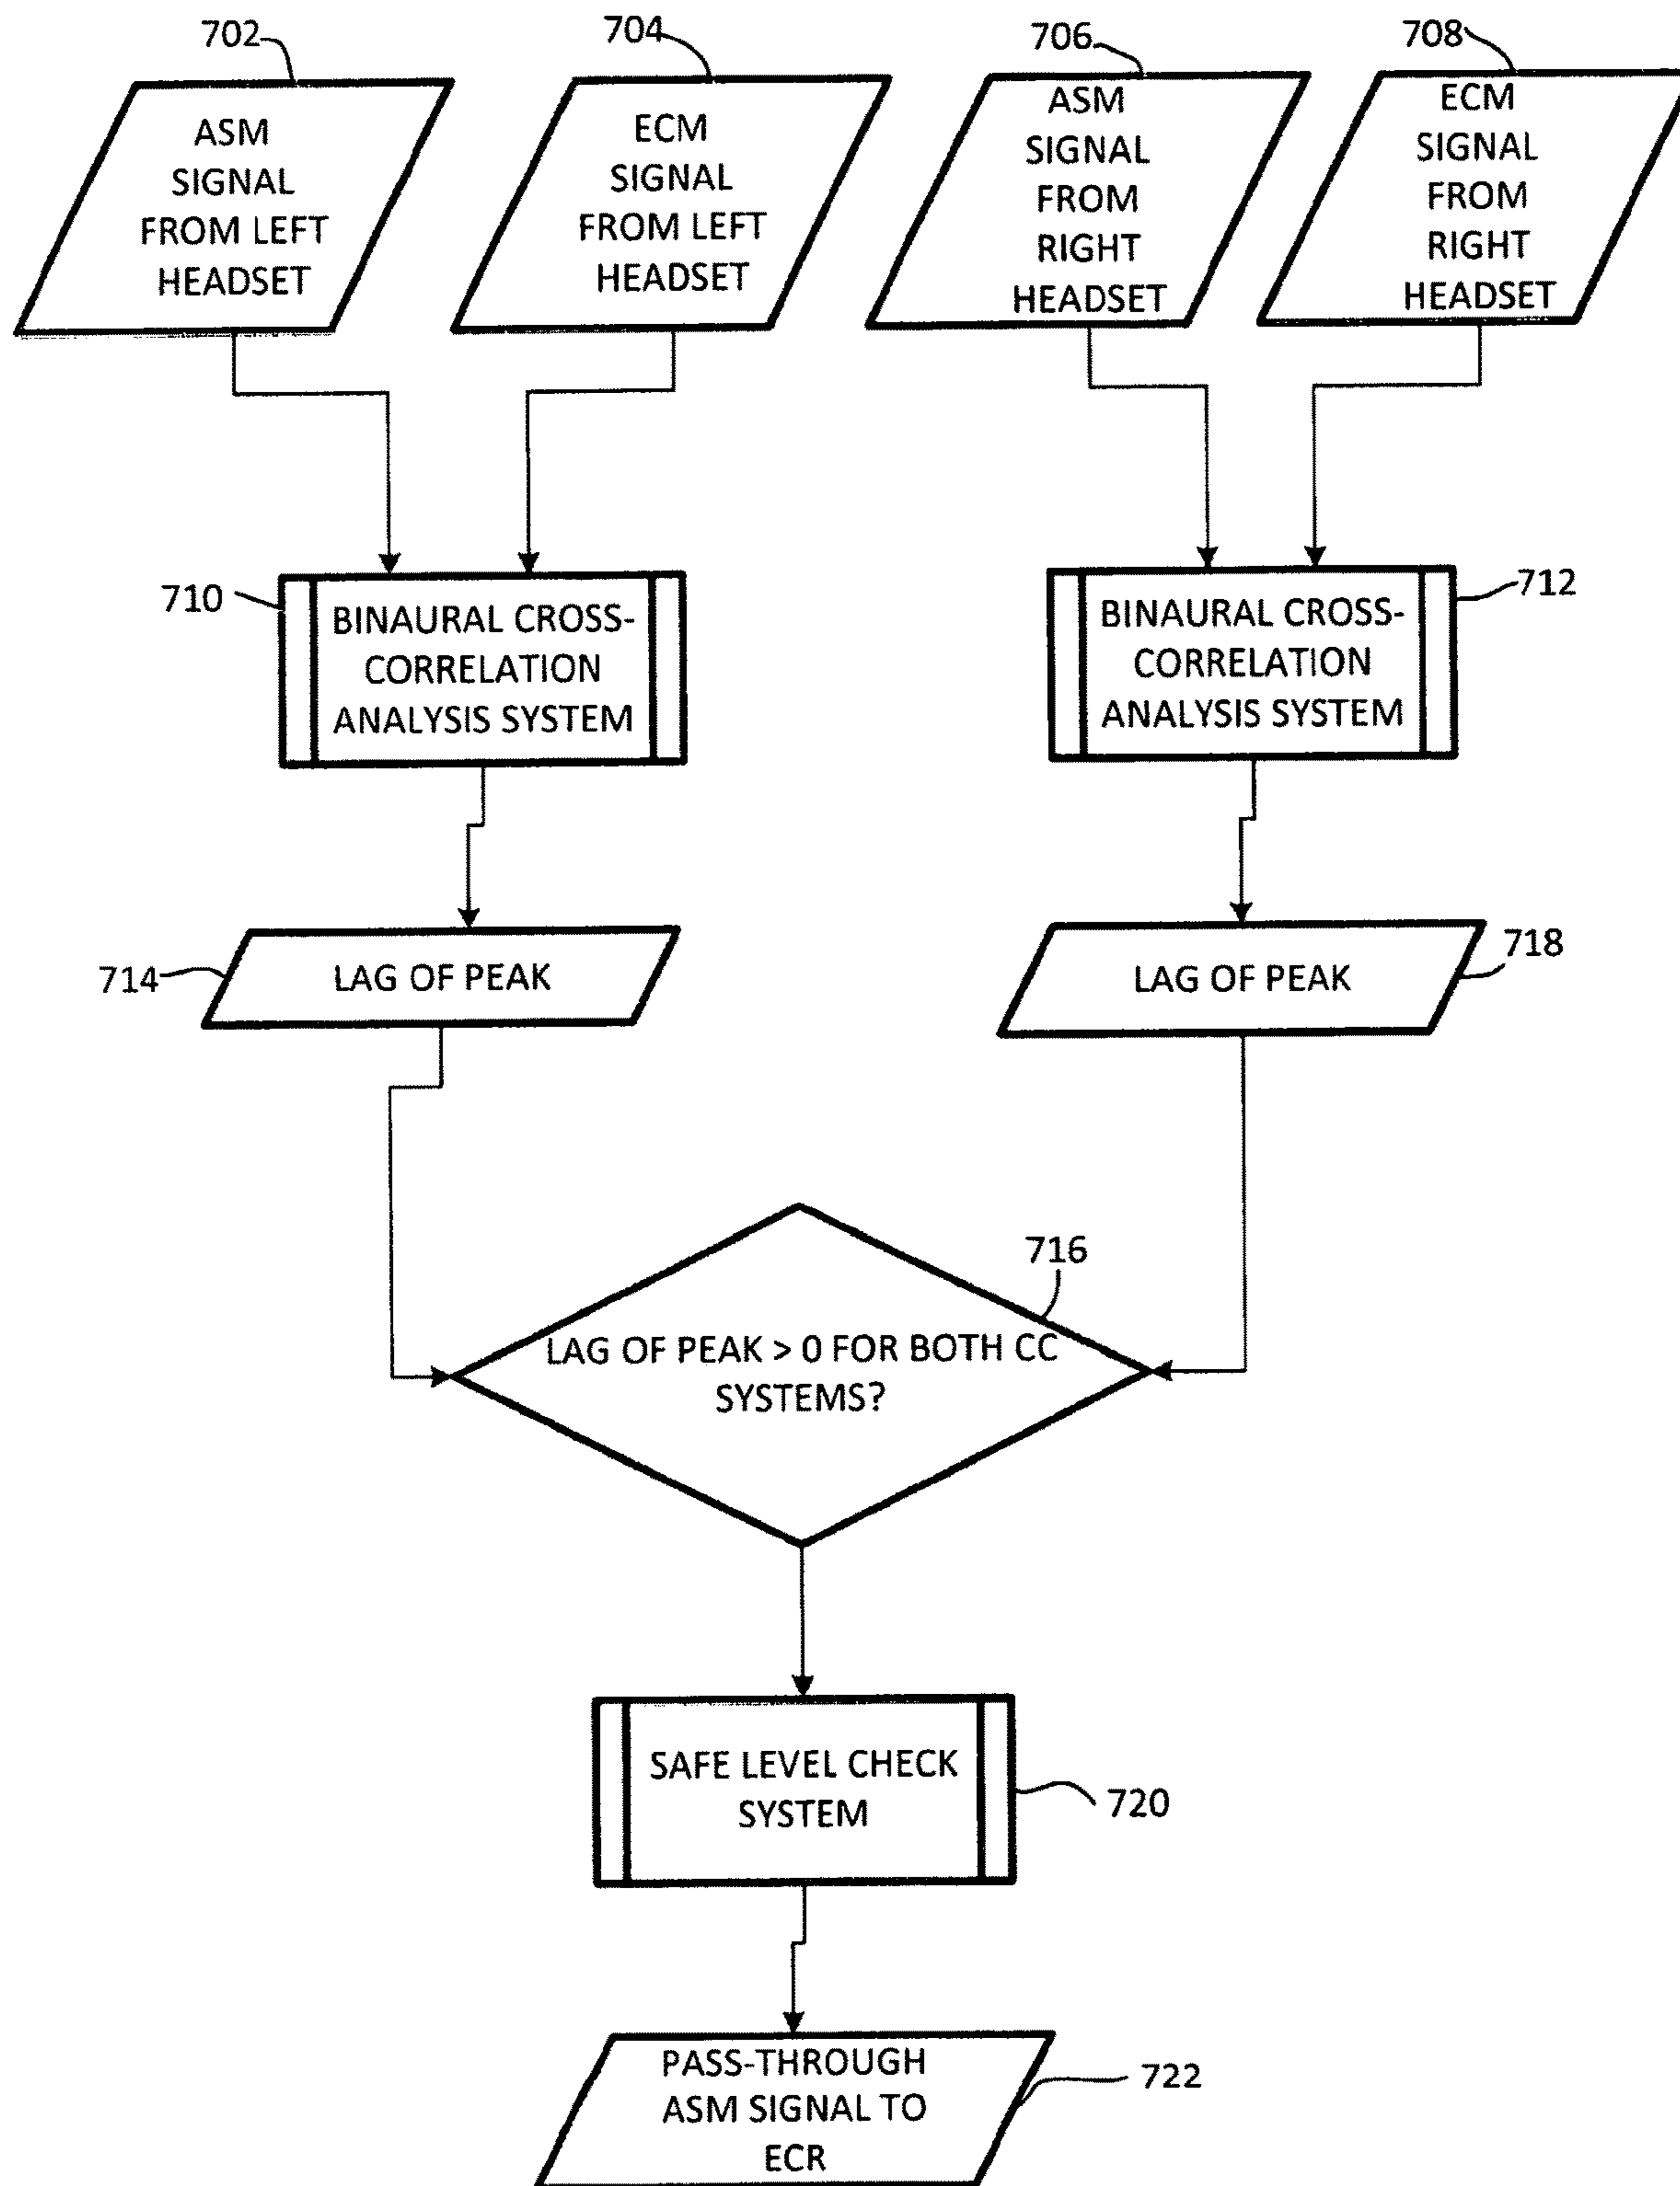 702
704
706
708
ASM
SIGNAL
FROM LEFT
HEADSET
ECM
SIGNAL
FROM LEFT
HEADSET
ASM
SIGNAL
FROM
RIGHT
HEADSET
ECM
SIGNAL
FROM
RIGHT
HEADSET
710
BINAURAL CROSS-
CORRELATION
ANALYSIS SYSTEM
BINAURAL CROSS-
CORRELATION
ANALYSIS SYSTEM
712
714
LAG OF PEAK
LAG OF PEAK
718
716
LAG OF PEAK > 0 FOR BOTH CC
SYSTEMS?
SAFE LEVEL CHECK
SYSTEM
720
PASS-THROUGH
ASM SIGNAL TO
ECR
722